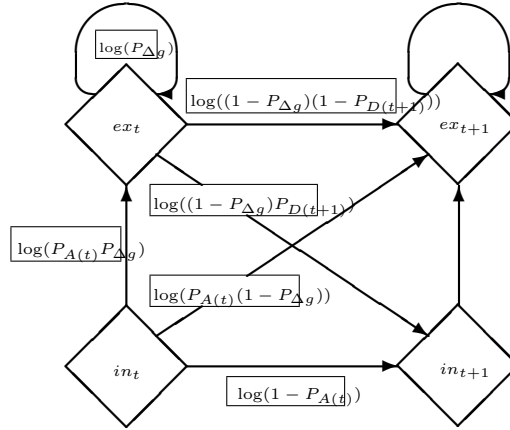 log(P_{Δg})
log((1 − P_{Δg})(1 − P_{D(t+1)}))
ex_t
ex_{t+1}
log((1 − P_{Δg})P_{D(t+1)})
log(P_{A(t)}P_{Δg})
log(P_{A(t)}(1 − P_{Δg}))
in_t
in_{t+1}
log(1 − P_{A(t)})